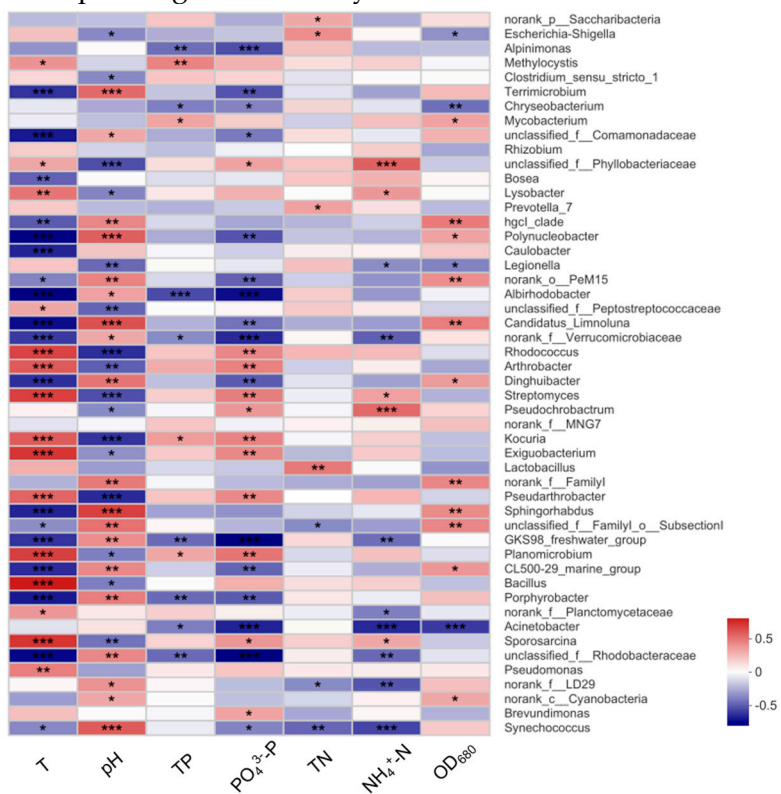 * norank_p__Saccharibacteria
* * * Escherichia-Shigella
** *** Alpinimonas
* ** Methylocystis
* Clostridium_sensu_stricto_1
*** *** ** Terrimicrobium
* * ** Chryseobacterium
* * Mycobacterium
*** * * unclassified_f__Comamonadaceae
Rhizobium
* *** * *** unclassified_f__Phyllobacteriaceae
** Bosea
** * * Lysobacter
* Prevotella_7
** ** ** hgcI_clade
*** *** ** * Polynucleobacter
*** Caulobacter
** * * Legionella
* ** ** ** norank_o__PeM15
*** * *** *** Albirhodobacter
* ** unclassified_f__Peptostreptococcaceae
*** *** ** ** Candidatus_Limnoluna
*** * * *** ** norank_f__Verrucomicrobiaceae
*** *** ** Rhodococcus
*** ** ** Arthrobacter
*** ** ** * Dinghuibacter
*** *** ** * Streptomyces
* * *** Pseudochrobactrum
norank_f__MNG7
*** *** * ** Kocuria
*** * ** Exiguobacterium
** Lactobacillus
** ** norank_f__FamilyI
*** *** ** Pseudarthrobacter
*** *** ** Sphingorhabdus
* ** * ** unclassified_f__FamilyI_o__SubsectionI
*** ** ** *** ** GKS98_freshwater_group
*** * * ** Planomicrobium
*** ** ** * CL500-29_marine_group
*** * Bacillus
*** ** ** ** Porphyrobacter
* * norank_f__Planctomycetaceae
* *** *** *** Acinetobacter
*** ** * * Sporosarcina
*** ** ** *** ** unclassified_f__Rhodobacteraceae
** Pseudomonas
* * ** norank_f__LD29
* * norank_c__Cyanobacteria
* Brevundimonas
* *** * ** *** Synechococcus
0.5
0
-0.5
T pH TP PO₄³⁻-P TN NH₄⁺-N OD₆₈₀